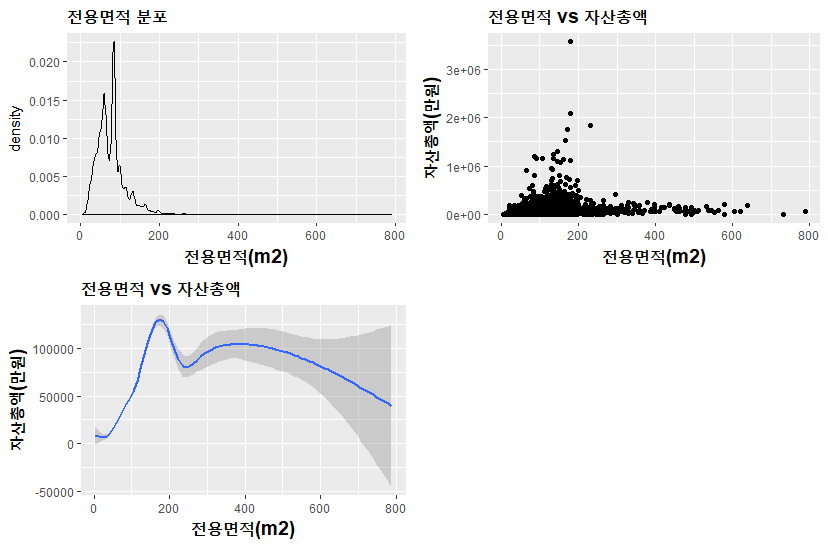 전용면적 분포
density
0.020
0.015
0.010
0.005
0.000
0
200
400
600
800
전용면적(m2)
전용면적 vs 자산총액
자산총액(만원)
3e+06
2e+06
1e+06
0e+00
0
200
400
600
800
전용면적(m2)
전용면적 vs 자산총액
자산총액(만원)
100000
50000
0
-50000
0
200
400
600
800
전용면적(m2)